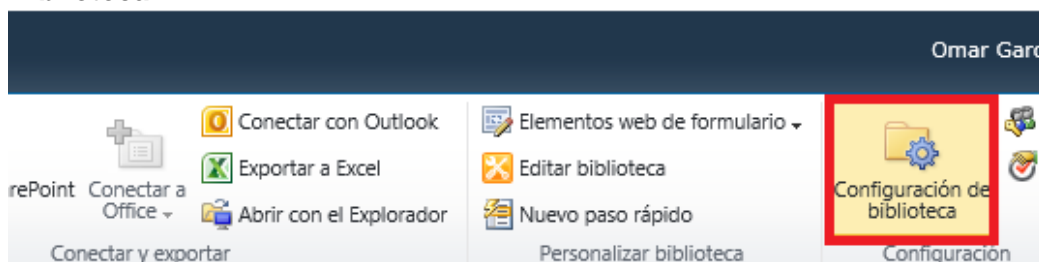 Omar Garc
Conectar con Outlook
Exportar a Excel
Abrir con el Explorador
rePoint
Conectar a
Office
Conectar y exportar
Elementos web de formulario
Editar biblioteca
Nuevo paso rápido
Personalizar biblioteca
Configuración de
biblioteca
Configuración